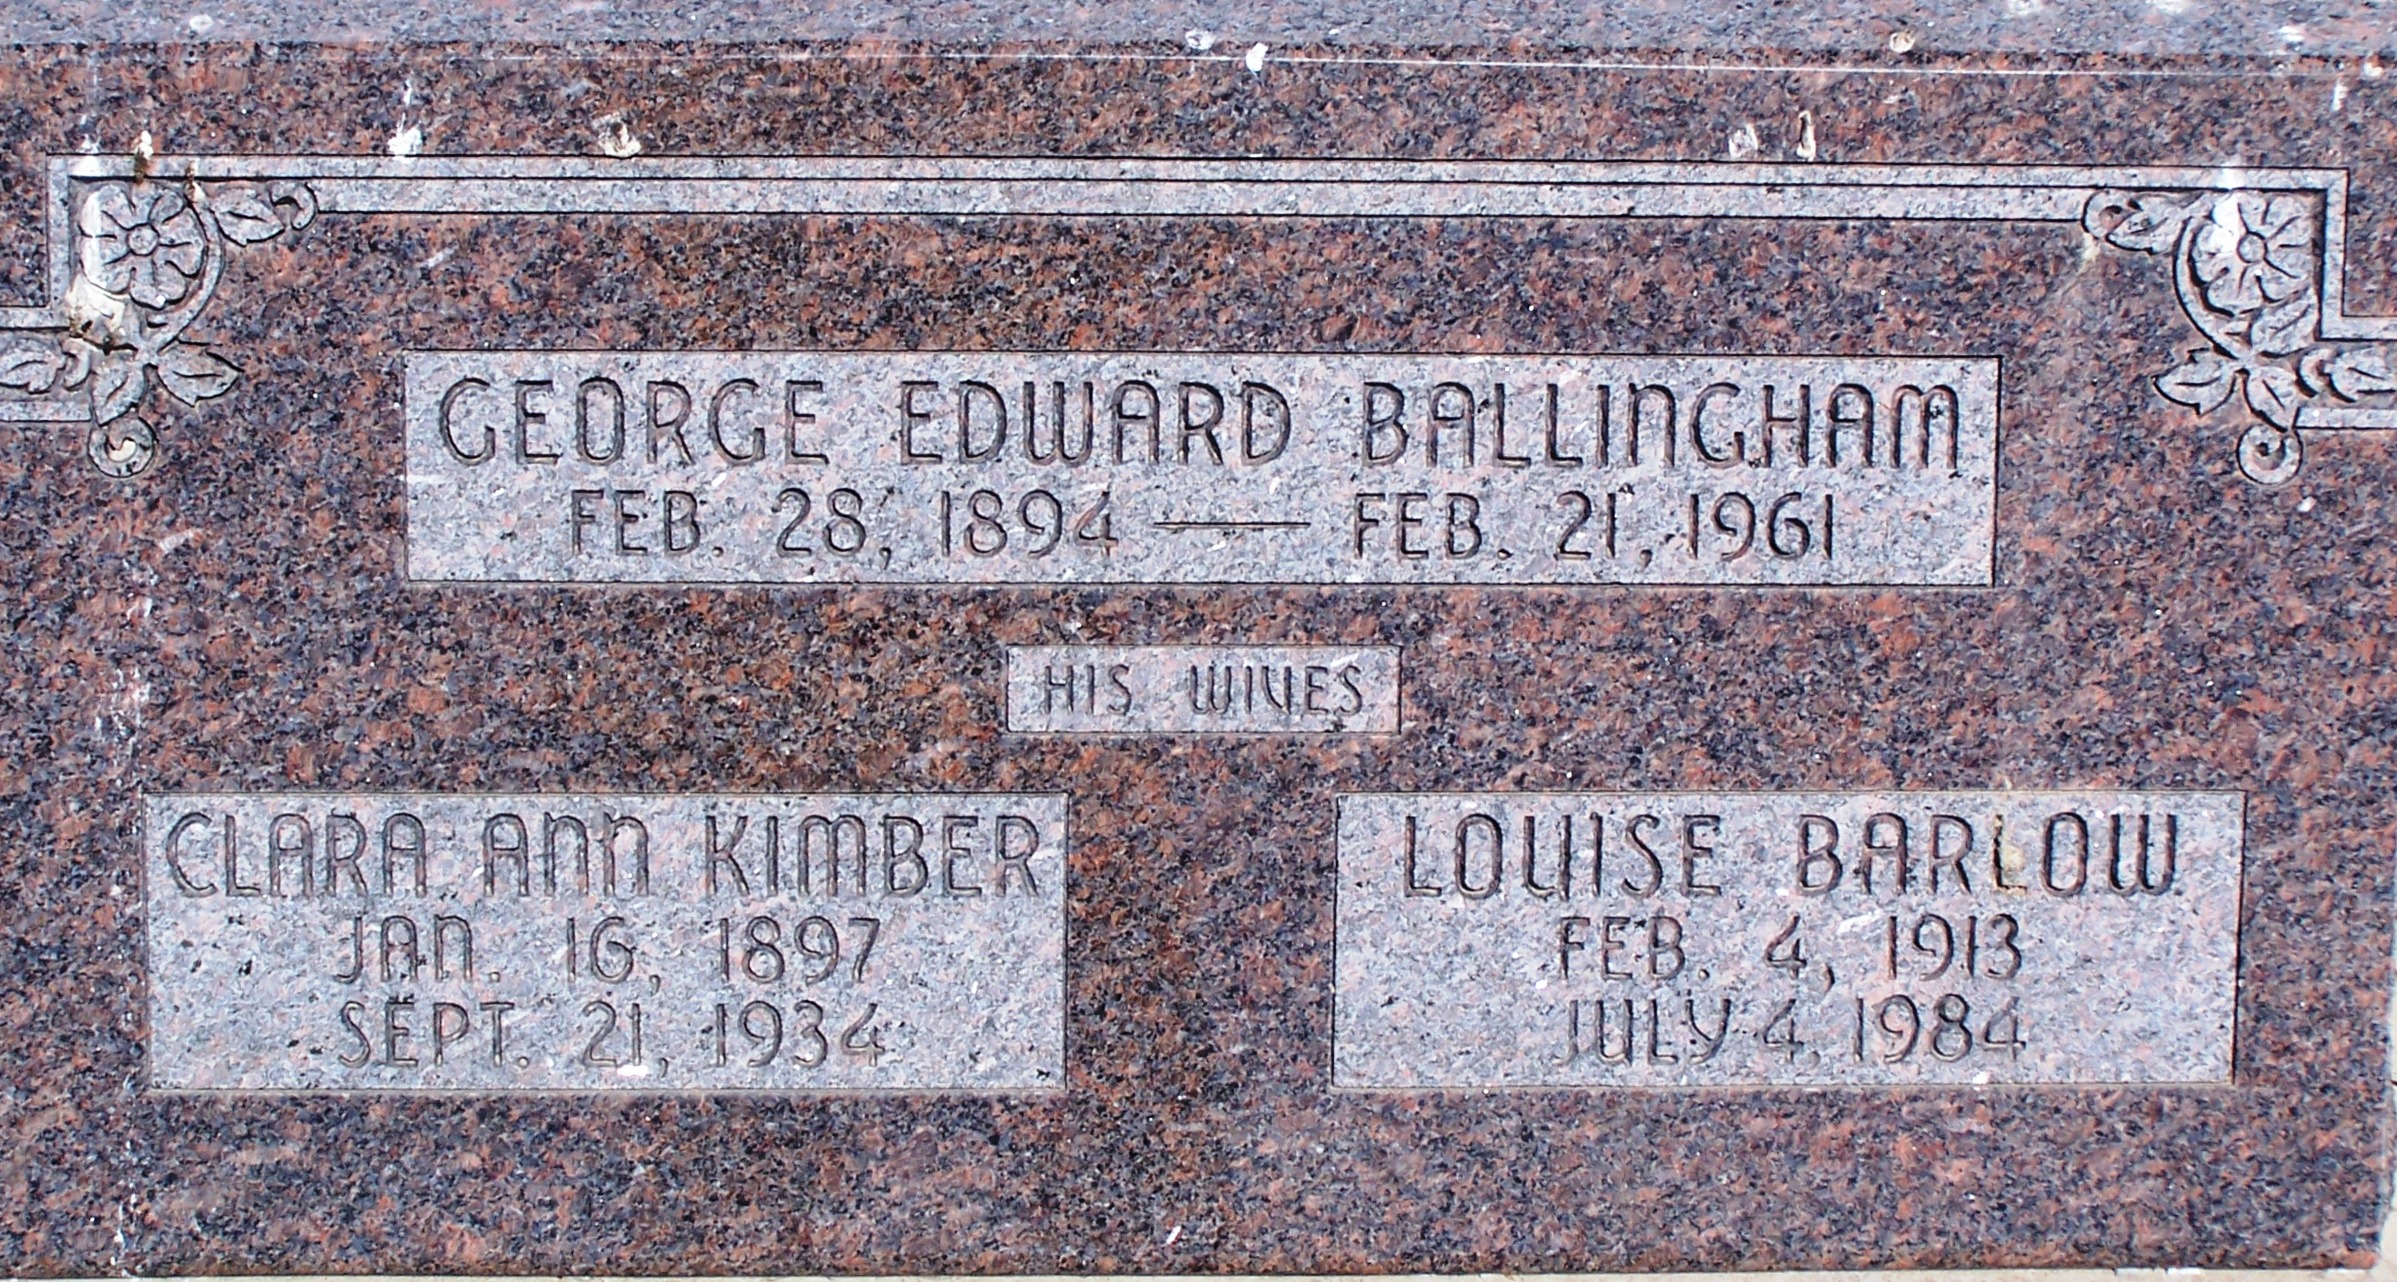 GEORGE EDWARD BALLINGHAM
FEB. 28, 1894 — FEB. 21, 1961
HIS WIVES
CLARA ANN KIMBER
JAN. 16, 1897
SEPT. 21, 1934
LOUISE BARLOW
FEB. 4, 1913
JULY 4, 1984